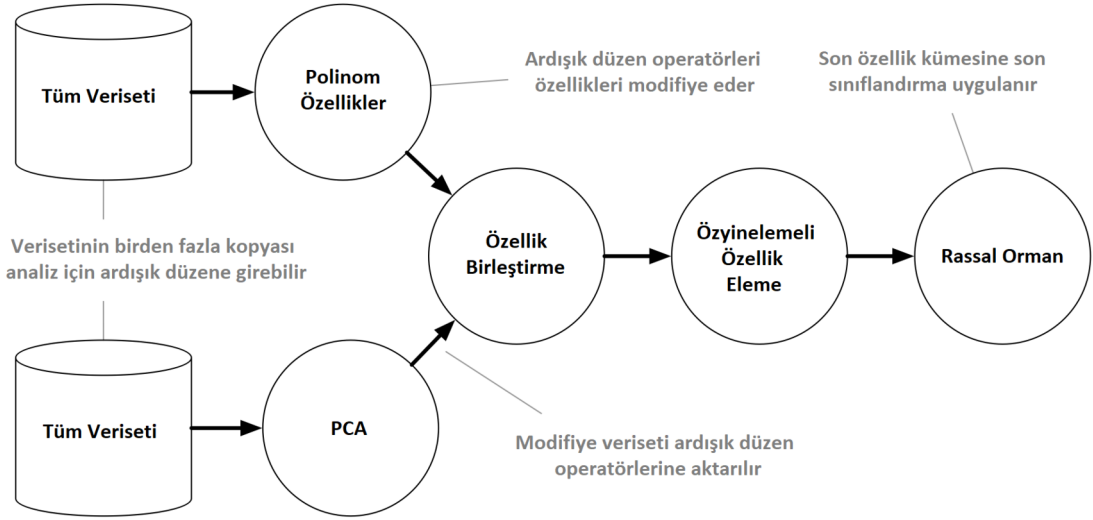 Tüm Veriseti
Polinom
Özellikler
Ardışık düzen operatörleri
özellikleri modifiye eder
Son özellik kümesine son
sınıflandırma uygulanır
Verisetinin birden fazla kopyası
analiz için ardışık düzene girebilir
Özellik
Birleştirme
Özyinelemeli
Özellik
Eleme
Rassal Orman
Tüm Veriseti
PCA
Modifiye veriseti ardışık düzen
operatörlerine aktarılır